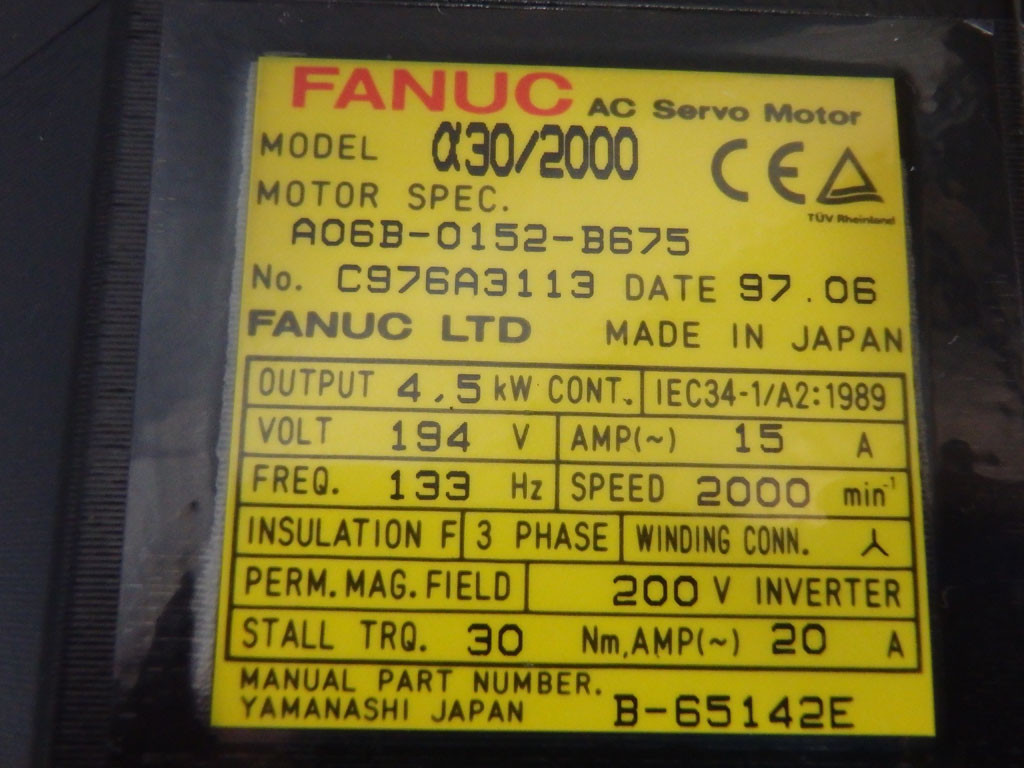 FANUC AC Servo Motor
MODEL α30/2000
CE
TÜV Rheinland
MOTOR SPEC.
A06B-0152-B675
No. C976A3113 DATE 97.06
FANUC LTD MADE IN JAPAN
OUTPUT 4.5 kW CONT. IEC34-1/A2:1989
VOLT 194 V AMP(~) 15 A
FREQ. 133 Hz SPEED 2000 min⁻¹
INSULATION F 3 PHASE WINDING CONN.
PERM.MAG.FIELD 200 V INVERTER
STALL TRQ. 30 Nm,AMP(~) 20 A
MANUAL PART NUMBER.
YAMANASHI JAPAN B-65142E